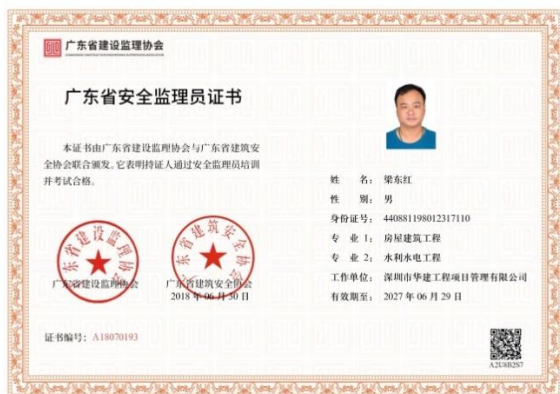 广东省建设监理协会
广东省安全监理员证书
本证书由广东省建设监理协会与广东省建筑安
全协会联合颁发。它表明持证人通过安全监理员培训
并考试合格。
广东省建设监理协会
广东省建筑安全协会
2018 年 06 月 30 日
证书编号：A18070193
姓 名：梁东红
性 别：男
身份证号：440881198012317110
专 业 1：房屋建筑工程
专 业 2：水利水电工程
工作单位：深圳市华建工程项目管理有限公司
有效期至：2027 年 06 月 29 日
A2U8B2S7